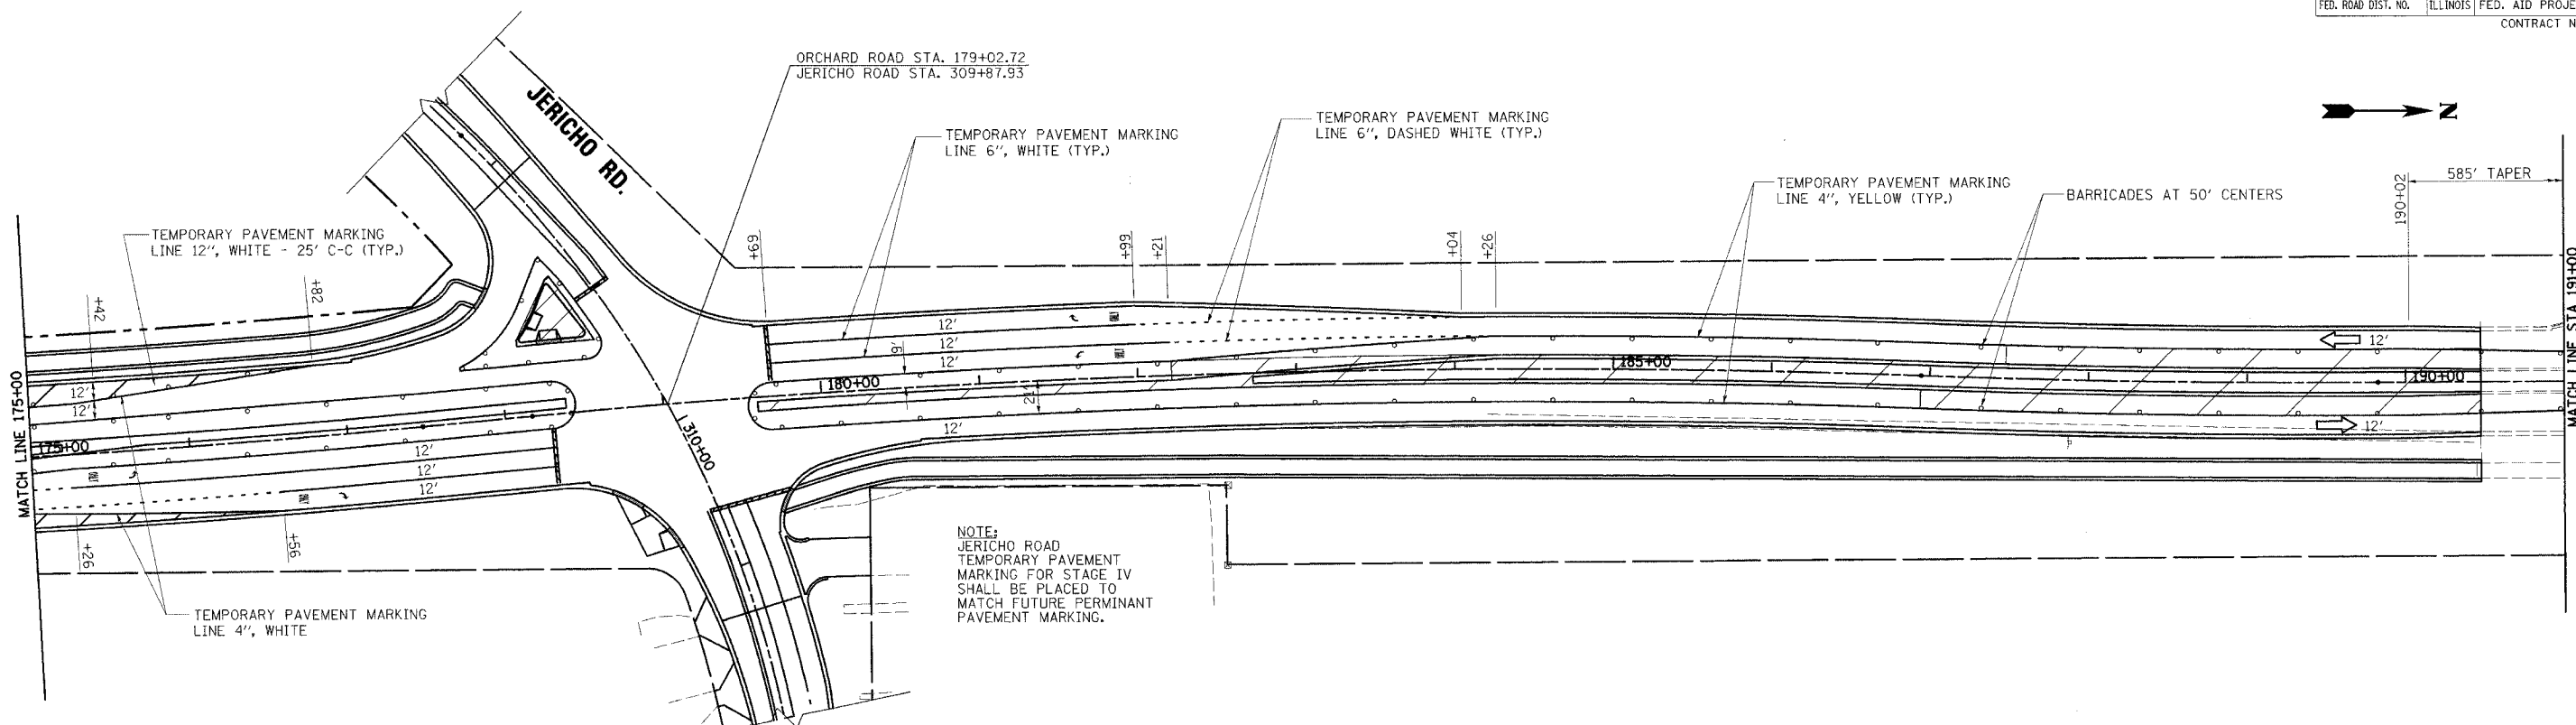 FED. ROAD DIST. NO. ILLINOIS FED. AID PROJE
CONTRACT N
ORCHARD ROAD STA. 179+02.72
JERICHO ROAD STA. 309+87.93
JERICHO RD.
TEMPORARY PAVEMENT MARKING
LINE 6", WHITE (TYP.)
TEMPORARY PAVEMENT MARKING
LINE 6", DASHED WHITE (TYP.)
N
TEMPORARY PAVEMENT MARKING
LINE 4", YELLOW (TYP.)
BARRICADES AT 50' CENTERS
190+02
585' TAPER
TEMPORARY PAVEMENT MARKING
LINE 12", WHITE - 25' C-C (TYP.)
+42
+82
+69
+99
+21
+04
+26
12'
12'
12'
6'
12'
12'
12'
21'
180+00
185+00
190+00
12'
12'
MATCH LINE 175+00
175+00
12'
12'
12'
12'
310+00
MATCH LINE STA 191+00
+26
+56
TEMPORARY PAVEMENT MARKING
LINE 4", WHITE
NOTE:
JERICHO ROAD
TEMPORARY PAVEMENT
MARKING FOR STAGE IV
SHALL BE PLACED TO
MATCH FUTURE PERMINANT
PAVEMENT MARKING.